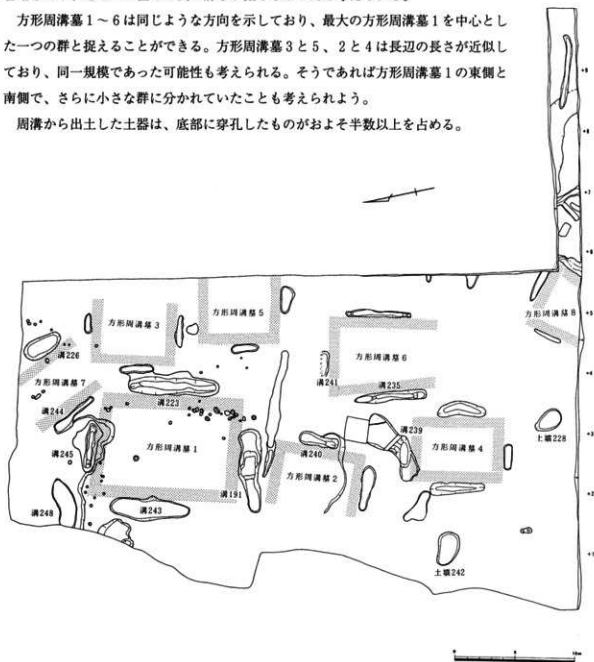 方形周溝墓1～6は同じような方向を示しており、最大の方形周溝墓1を中心とし
た一つの群と捉えることができる。方形周溝墓3と5、2と4は長辺の長さが近似し
ており、同一規模であった可能性も考えられる。そうであれば方形周溝墓1の東側と
南側で、さらに小さな群に分かれていたことも考えられよう。
周溝から出土した土器は、底部に穿孔したものがおよそ半数以上を占める。
+9
+8
+7
+6
+5
+4
+3
+2
+1
方形周溝墓5
方形周溝墓3
方形周溝墓8
溝226
方形周溝墓6
方形周溝墓7
溝241
溝235
溝223
溝244
土壙228
溝239
溝245
方形周溝墓1
溝240
方形周溝墓4
方形周溝墓2
溝191
溝248
溝243
土壙242
0
5
10m